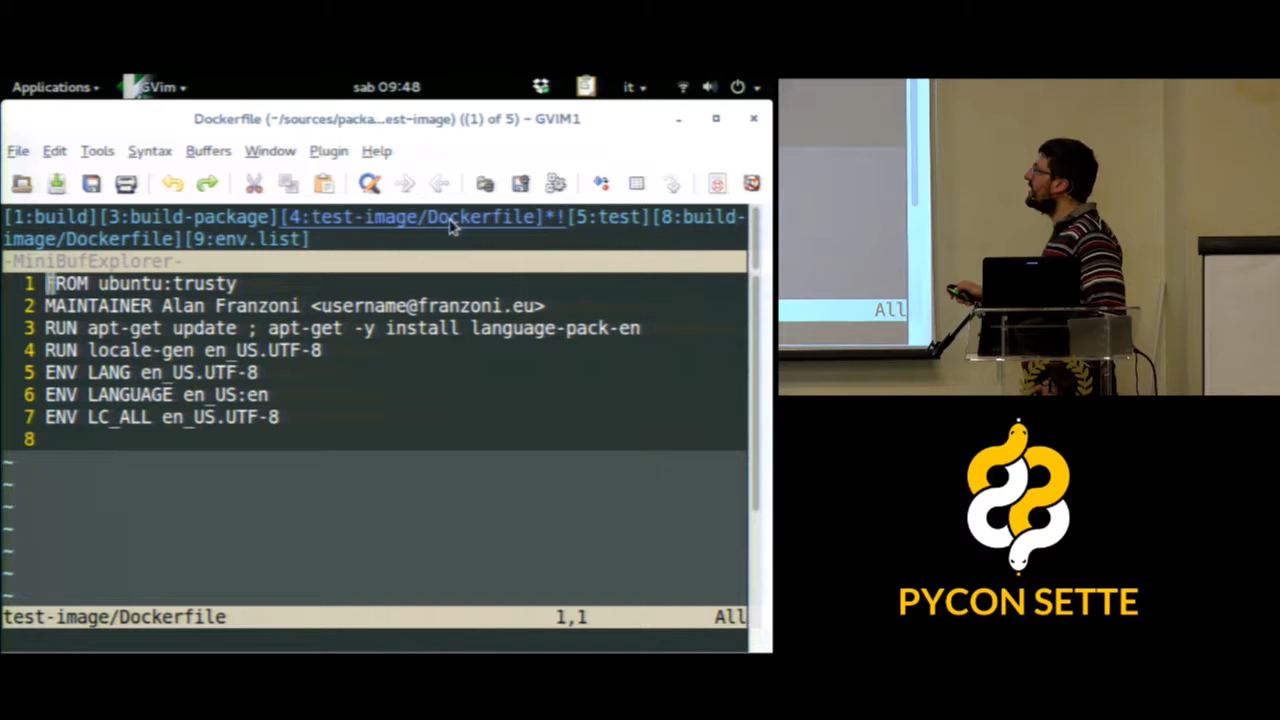 Applications
GVim
sab 09:48
it
Dockerfile (~/sources/packa...est-image) ((1) of 5) - GVIM1
File Edit Tools Syntax Buffers Window Plugin Help
[1:build][3:build-package][4:test-image/Dockerfile]*![5:test][8:build-
image/Dockerfile][9:env.list]
-MiniBufExplorer-
1 FROM ubuntu:trusty
2 MAINTAINER Alan Franzoni <username@franzoni.eu>
3 RUN apt-get update ; apt-get -y install language-pack-en
4 RUN locale-gen en_US.UTF-8
5 ENV LANG en_US.UTF-8
6 ENV LANGUAGE en_US:en
7 ENV LC_ALL en_US.UTF-8
8
~
~
~
~
~
~
~
test-image/Dockerfile 1,1 All
All
PYCON SETTE